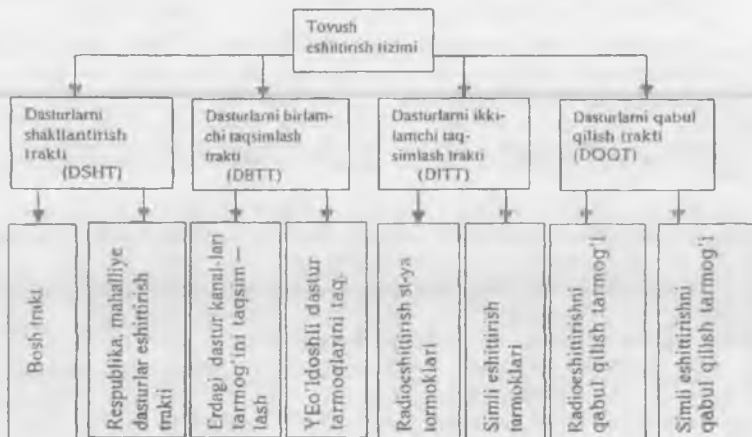 Tovush
eshittirish tizimi
Dasturlarni
shakllantirish
trakti
(DSHT)
Dasturlarni birlam-
chi taqsimlash
trakti
(DBTT)
Dasturlarni ikki-
lamchi taq-
simlash trakti
(DITT)
Dasturlarni qabul
qilish trakti
(DQQT)
Bosh trakt
Respublika, mahalliye
dasturlar eshittirish
trakti
Erdagi dastur kanal-lari
tarmog'ini taqsim –
lash
YEo'ldoshli dastur
tarmoqlarini taq.
Radioeshittirish st-ya
tormoklari
Simli eshittirish
tarmoklari
Radioeshittirishni
qabul qilish tarmog'i
Simli eshittirishni
qabul qilish tarmog'i